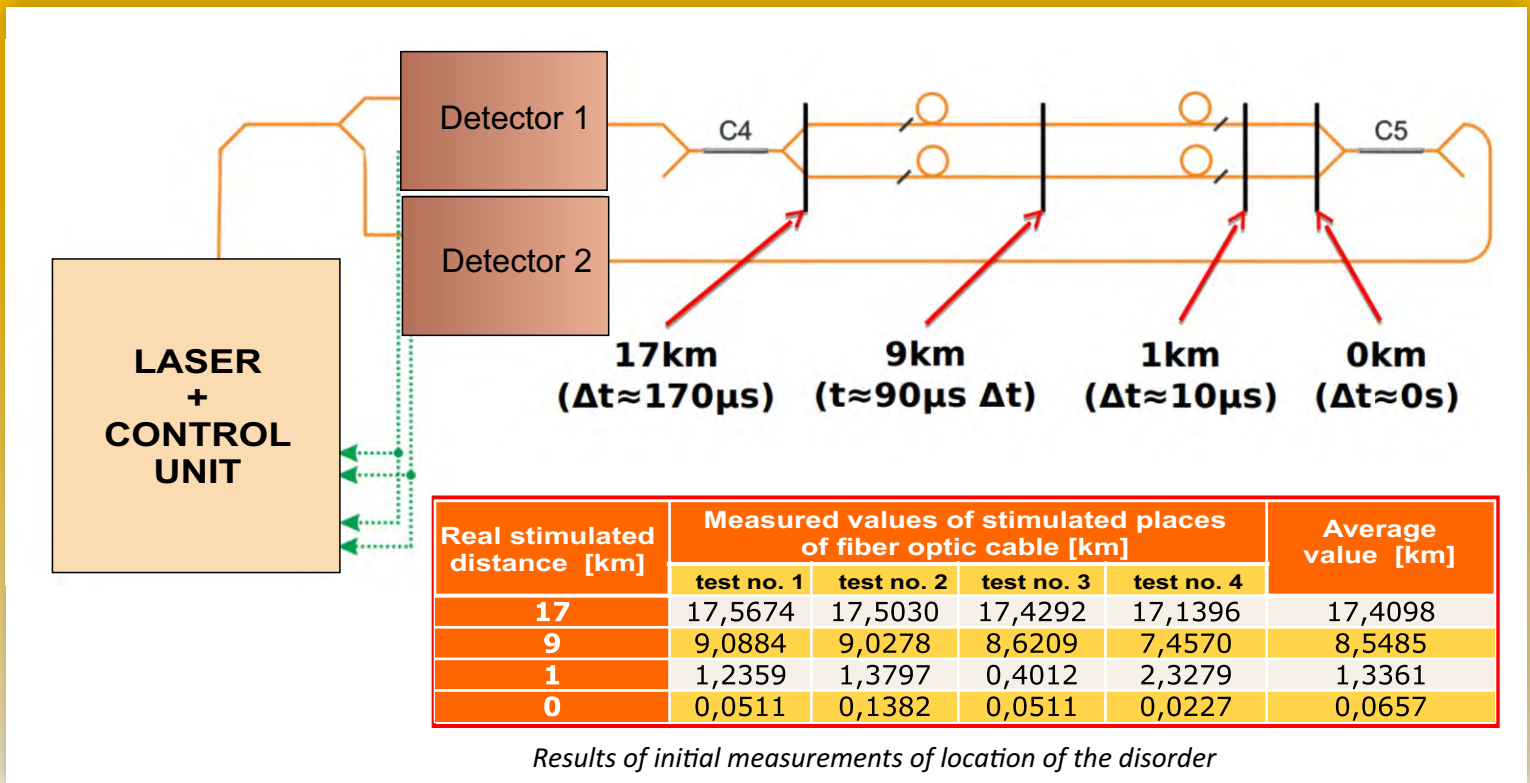 Detector 1
Detector 2
LASER
+
CONTROL
UNIT
C4
C5
17km
(Δt≈170µs)
9km
(t≈90µs Δt)
1km
(Δt≈10µs)
0km
(Δt≈0s)
Real stimulated
distance [km]
Measured values of stimulated places
of fiber optic cable [km]
Average
value [km]
test no. 1 test no. 2 test no. 3 test no. 4
17 17,5674 17,5030 17,4292 17,1396 17,4098
9 9,0884 9,0278 8,6209 7,4570 8,5485
1 1,2359 1,3797 0,4012 2,3279 1,3361
0 0,0511 0,1382 0,0511 0,0227 0,0657
Results of initial measurements of location of the disorder